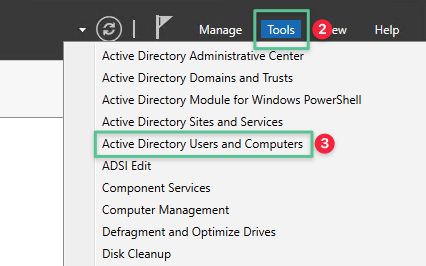 Manage Tools 2 ew Help
Active Directory Administrative Center
Active Directory Domains and Trusts
Active Directory Module for Windows PowerShell
Active Directory Sites and Services
Active Directory Users and Computers 3
ADSI Edit
Component Services
Computer Management
Defragment and Optimize Drives
Disk Cleanup